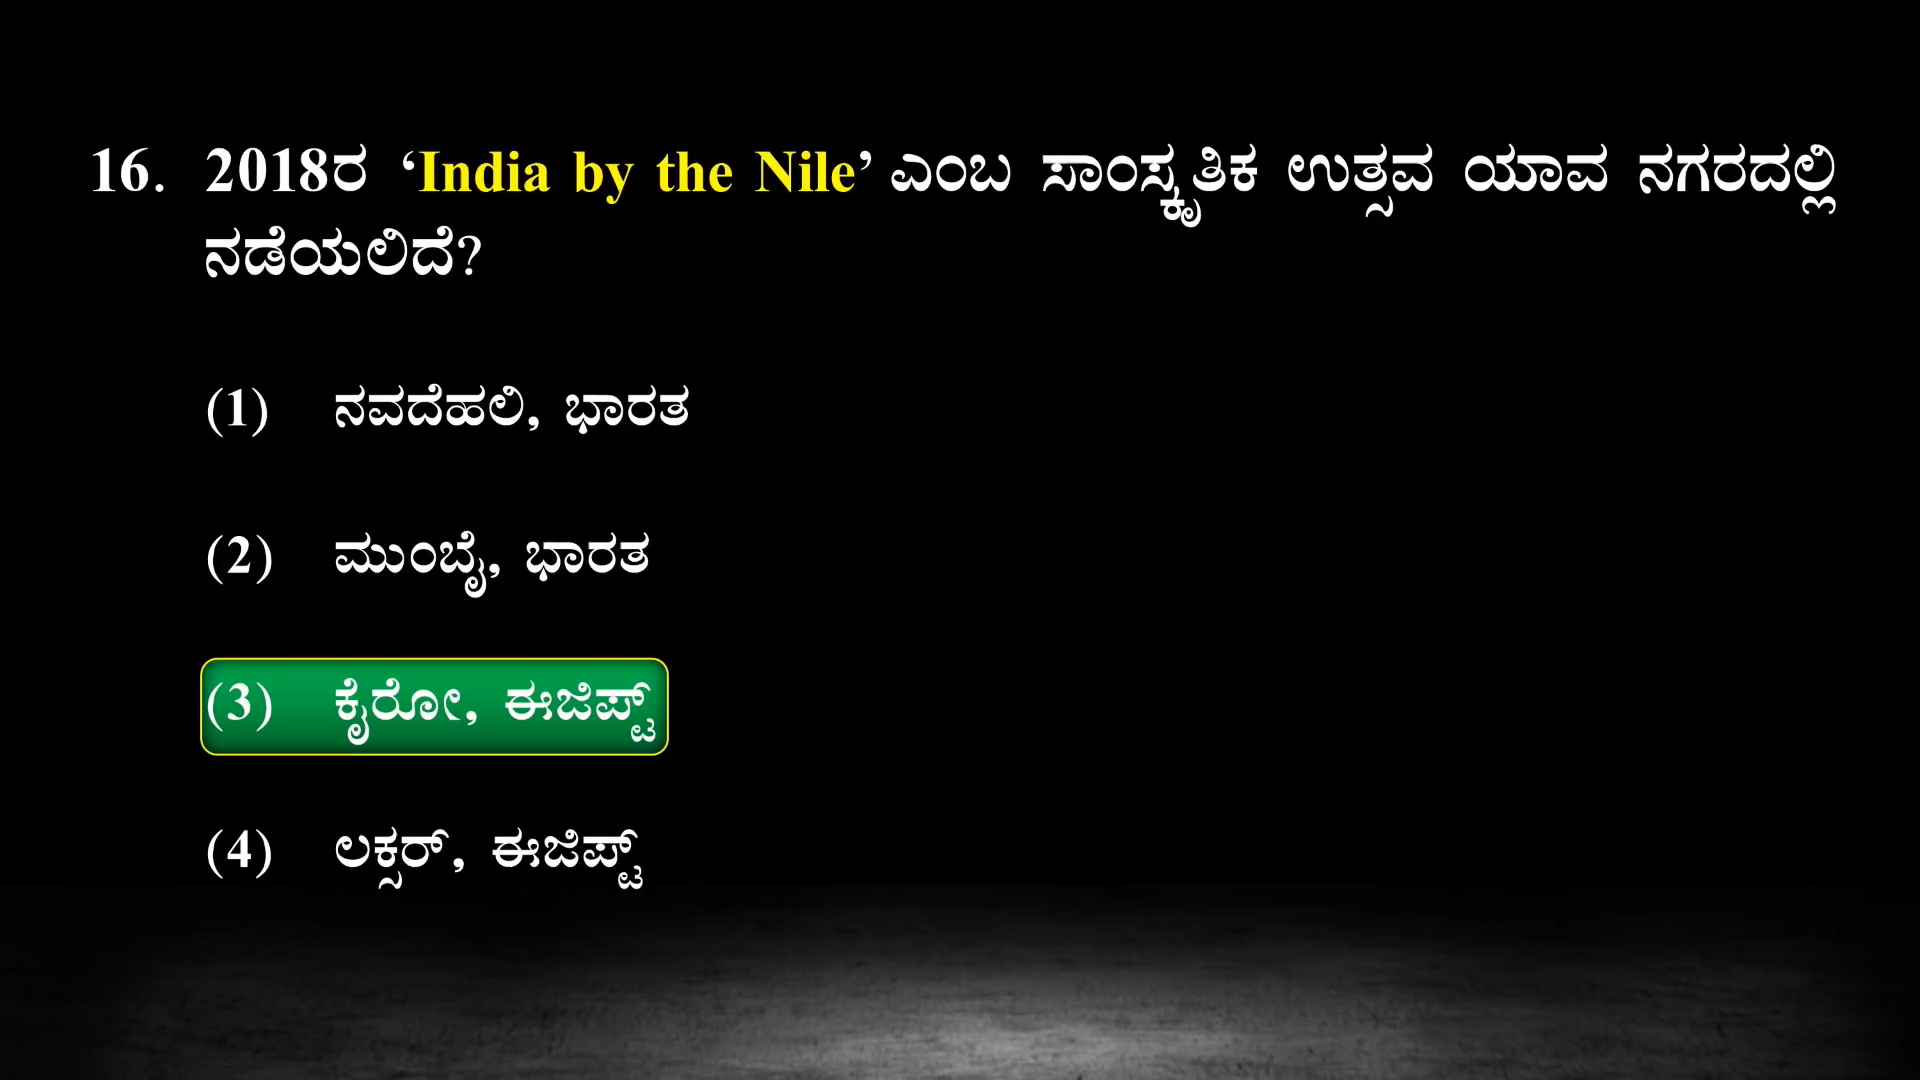 16. 2018ರ ‘India by the Nile’ ಎಂಬ ಸಾಂಸ್ಕೃತಿಕ ಉತ್ಸವ ಯಾವ ನಗರದಲ್ಲಿ
ನಡೆಯಲಿದೆ?
(1) ನವದೆಹಲಿ, ಭಾರತ
(2) ಮುಂಬೈ, ಭಾರತ
(3) ಕೈರೋ, ಈಜಿಪ್ಟ್
(4) ಲಕ್ಸರ್, ಈಜಿಪ್ಟ್